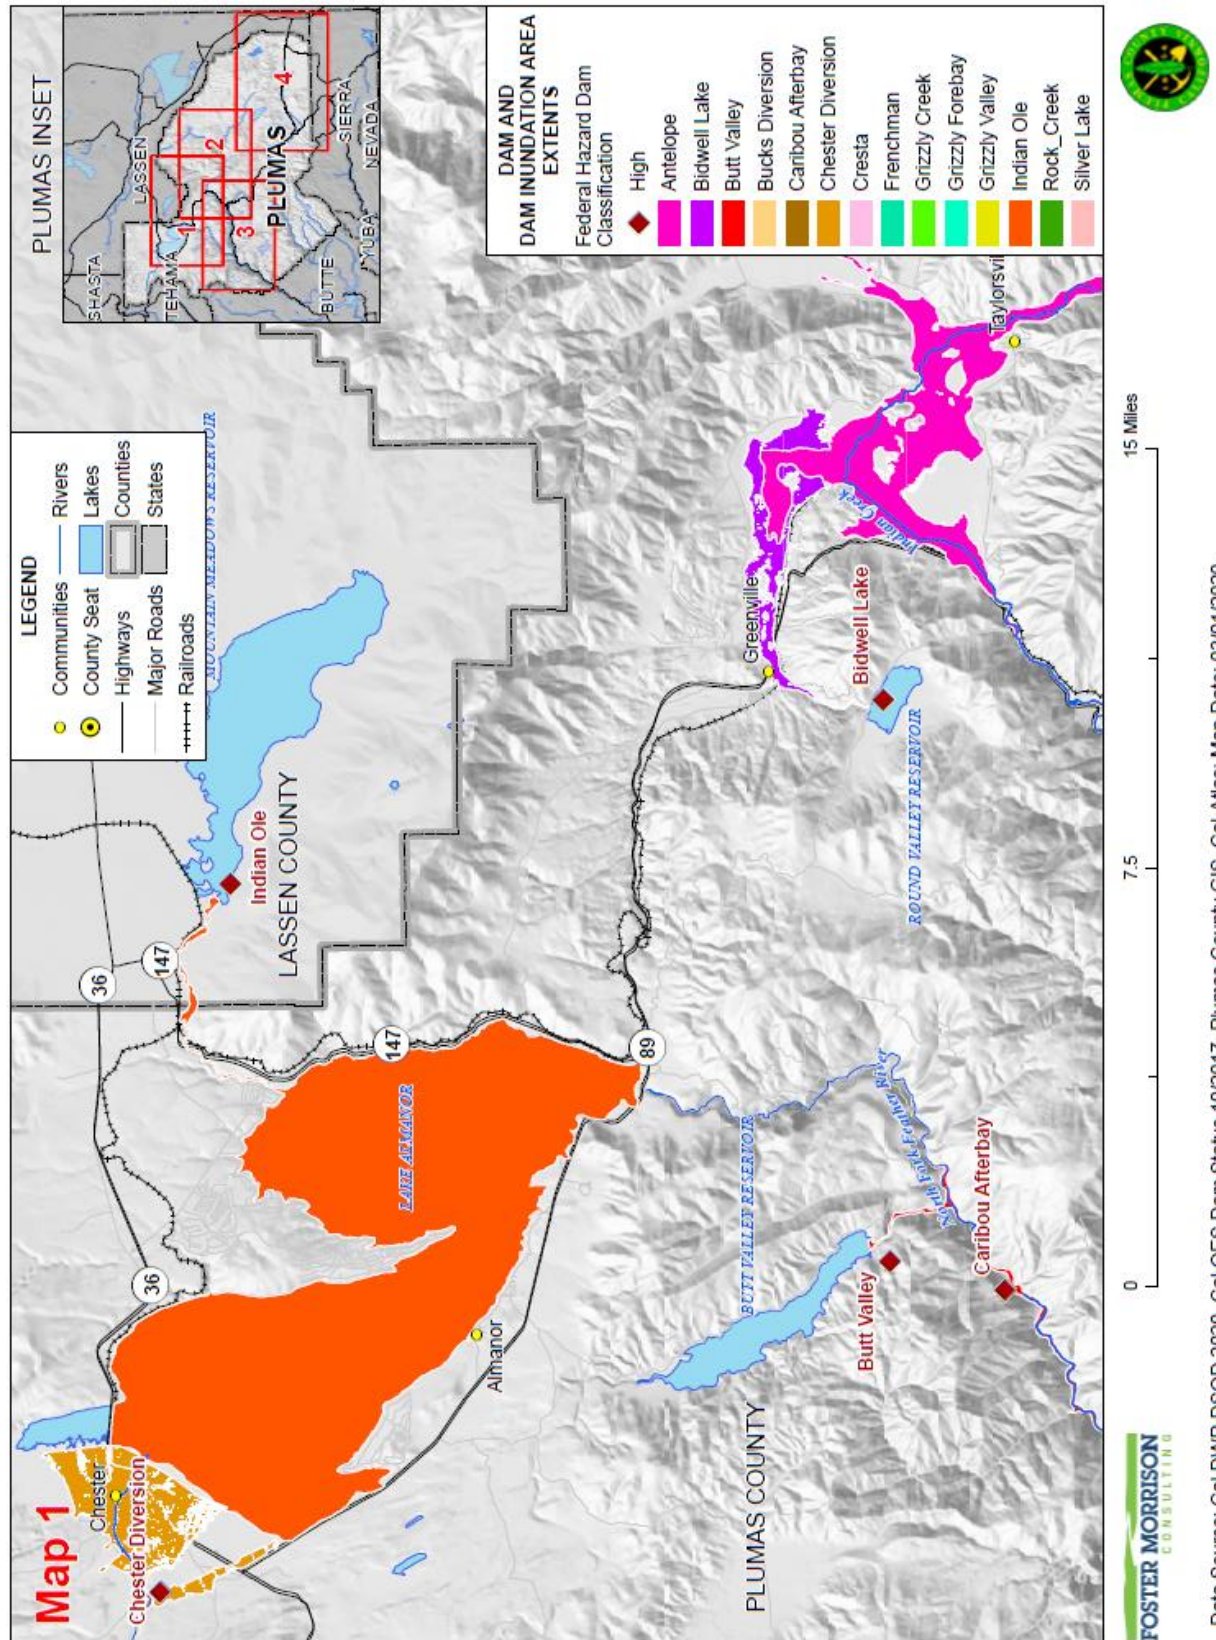 Map 1
PLUMAS INSET
SHASTA
LASSEN
TEHAMA
PLUMAS
BUTTE
YUBA
SIERRA
NEVADA
1
2
3
4
LEGEND
Communities
County Seat
Highways
Major Roads
Railroads
Rivers
Lakes
Counties
States
DAM AND
DAM INUNDATION AREA
EXTENTS
Federal Hazard Dam
Classification
High
Antelope
Bidwell Lake
Butt Valley
Bucks Diversion
Caribou Afterbay
Chester Diversion
Cresta
Frenchman
Grizzly Creek
Grizzly Forebay
Grizzly Valley
Indian Ole
Rock_Creek
Silver Lake
MOUNTAIN MEADOWS RESERVOIR
Chester
Chester Diversion
36
36
147
147
89
Indian Ole
LASSEN COUNTY
LAKE ALMANOR
Almanor
BUTT VALLEY RESERVOIR
Butt Valley
North Fork Feather River
Caribou Afterbay
PLUMAS COUNTY
Greenville
Bidwell Lake
ROUND VALLEY RESERVOIR
Indian Creek
Taylorsvil
0
7.5
15 Miles
FOSTER MORRISON
CONSULTING